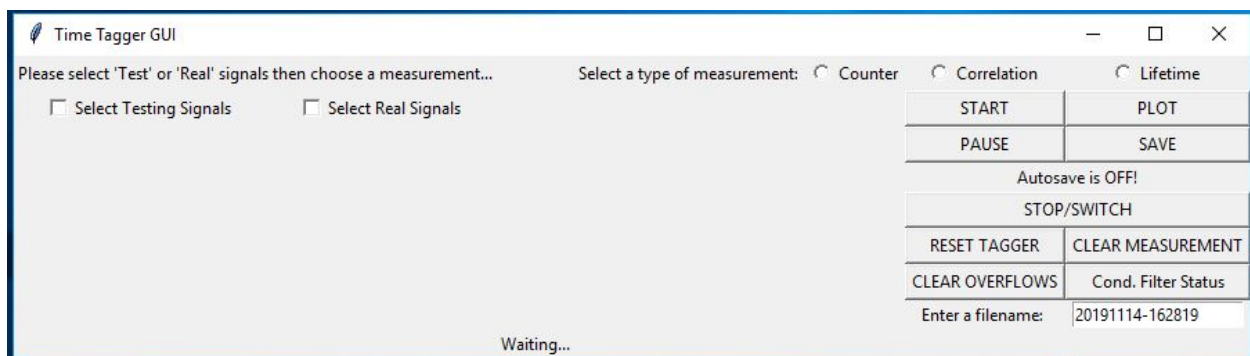 Time Tagger GUI
Please select 'Test' or 'Real' signals then choose a measurement... Select a type of measurement: Counter Correlation Lifetime
Select Testing Signals Select Real Signals START PLOT
PAUSE SAVE
Autosave is OFF!
STOP/SWITCH
RESET TAGGER CLEAR MEASUREMENT
CLEAR OVERFLOWS Cond. Filter Status
Enter a filename: 20191114-162819
Waiting...